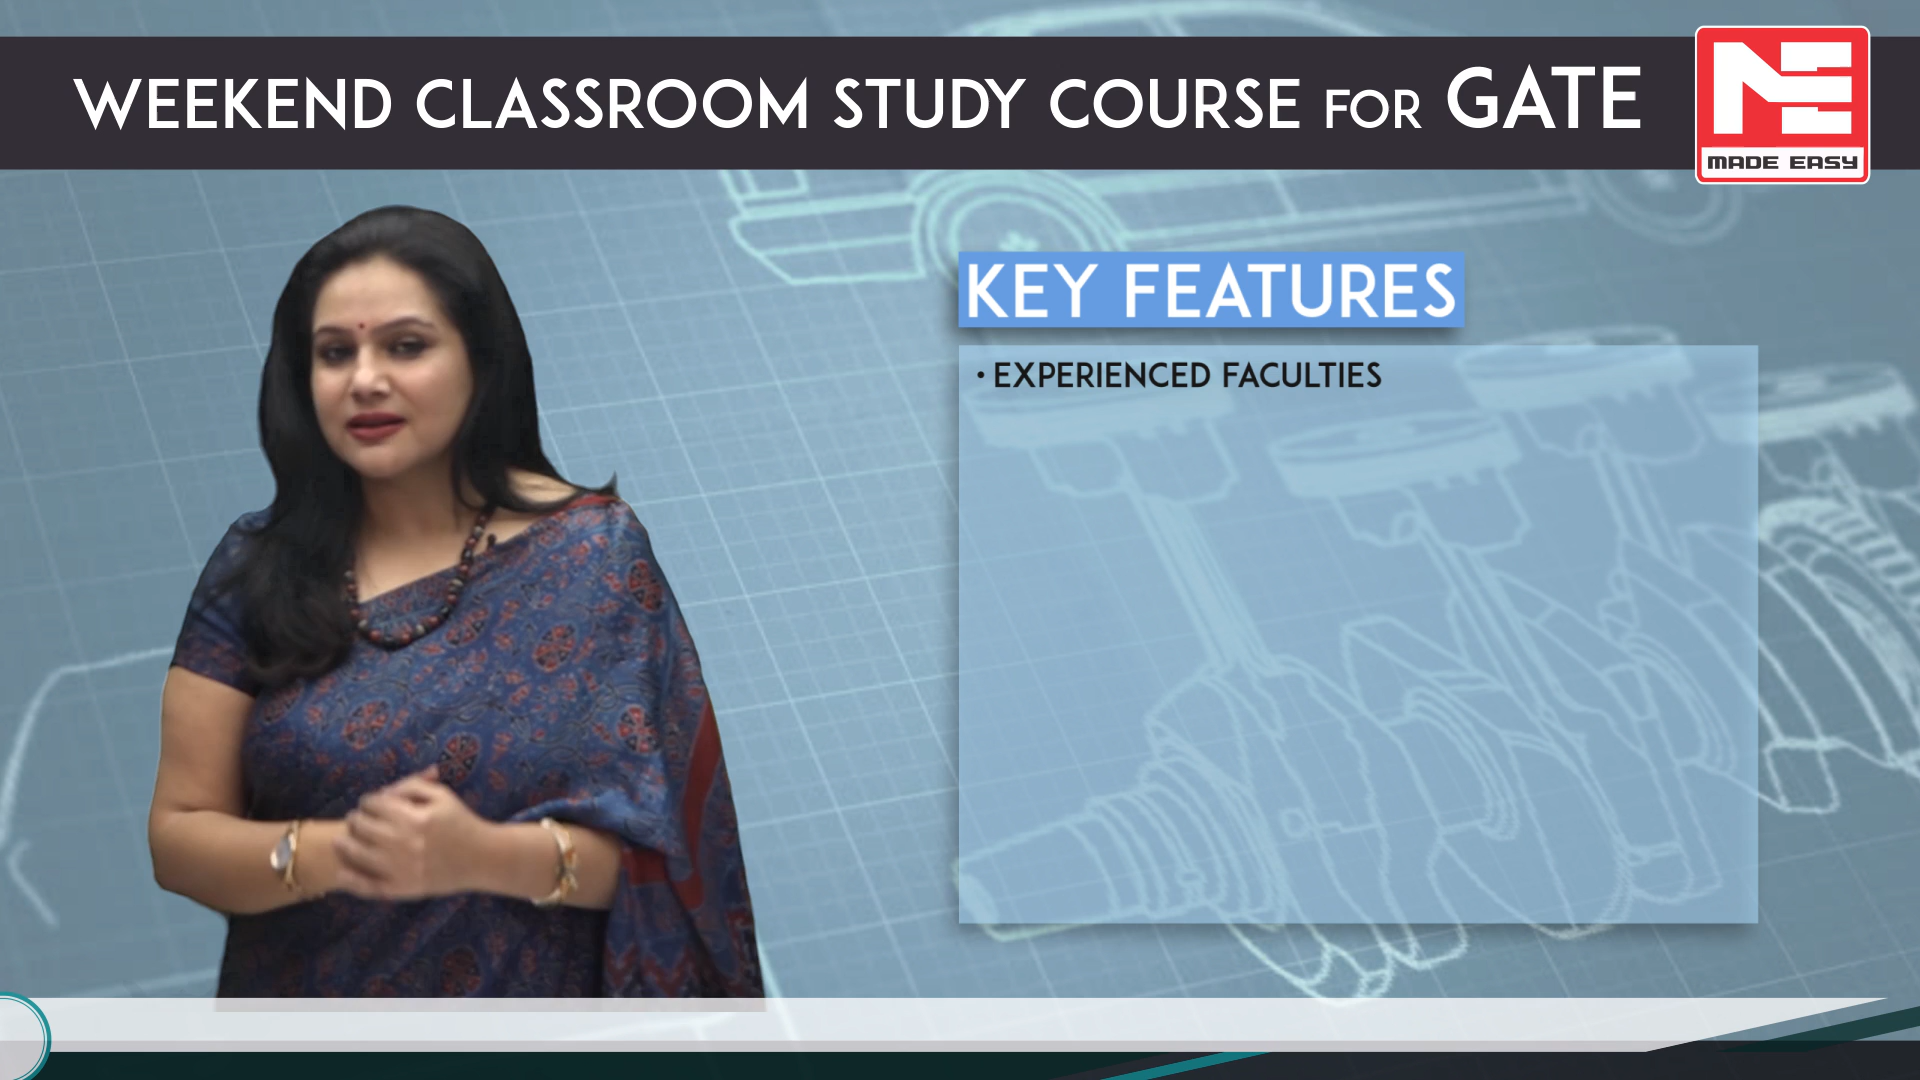 WEEKEND CLASSROOM STUDY COURSE FOR GATE
MADE EASY
KEY FEATURES
• EXPERIENCED FACULTIES